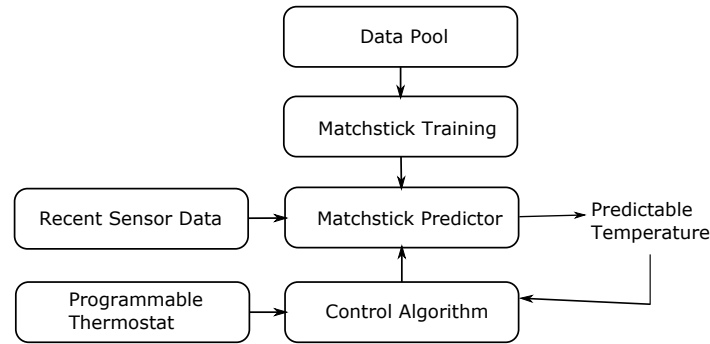 Data Pool
Matchstick Training
Recent Sensor Data
Matchstick Predictor
Predictable
Temperature
Programmable
Thermostat
Control Algorithm